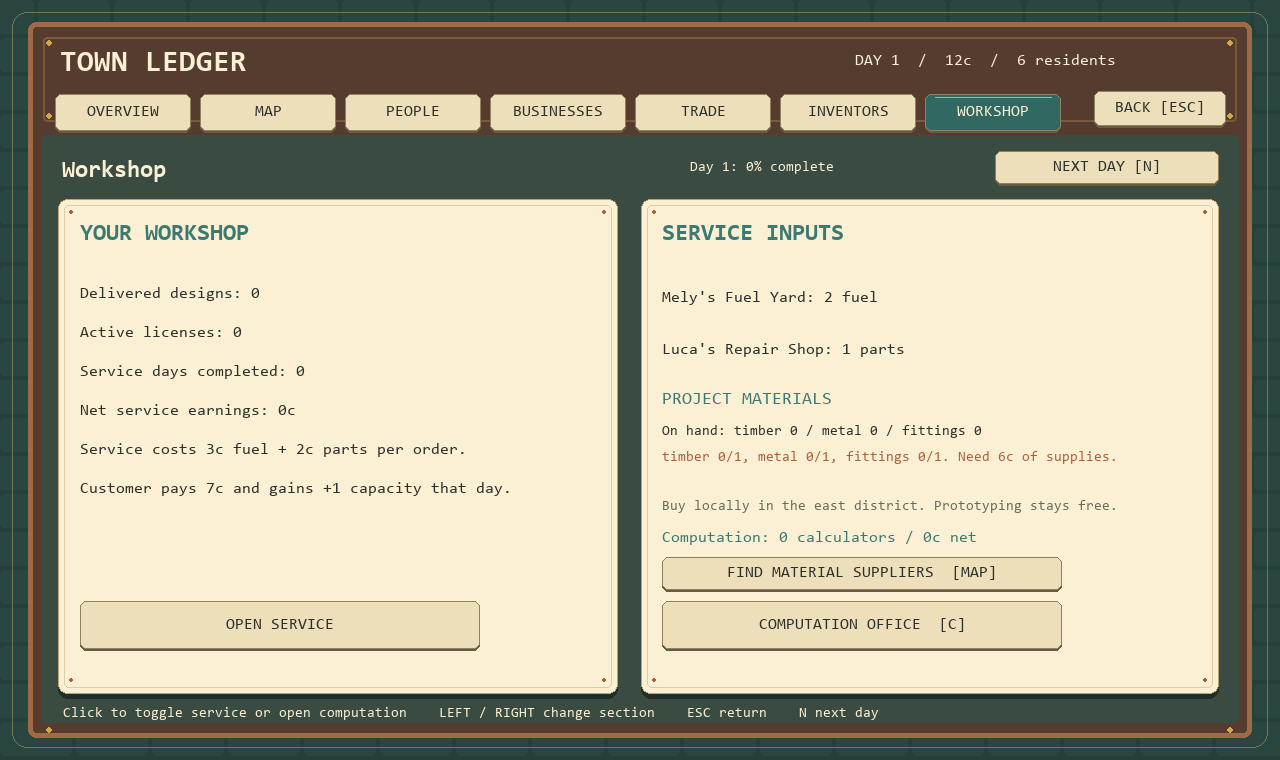 TOWN LEDGER
DAY 1 / 12c / 6 residents
OVERVIEW
MAP
PEOPLE
BUSINESSES
TRADE
INVENTORS
WORKSHOP
BACK [ESC]
Workshop
Day 1: 0% complete
NEXT DAY [N]
YOUR WORKSHOP
Delivered designs: 0
Active licenses: 0
Service days completed: 0
Net service earnings: 0c
Service costs 3c fuel + 2c parts per order.
Customer pays 7c and gains +1 capacity that day.
OPEN SERVICE
SERVICE INPUTS
Mely's Fuel Yard: 2 fuel
Luca's Repair Shop: 1 parts
PROJECT MATERIALS
On hand: timber 0 / metal 0 / fittings 0
timber 0/1, metal 0/1, fittings 0/1. Need 6c of supplies.
Buy locally in the east district. Prototyping stays free.
Computation: 0 calculators / 0c net
FIND MATERIAL SUPPLIERS [MAP]
COMPUTATION OFFICE [C]
Click to toggle service or open computation LEFT / RIGHT change section ESC return N next day